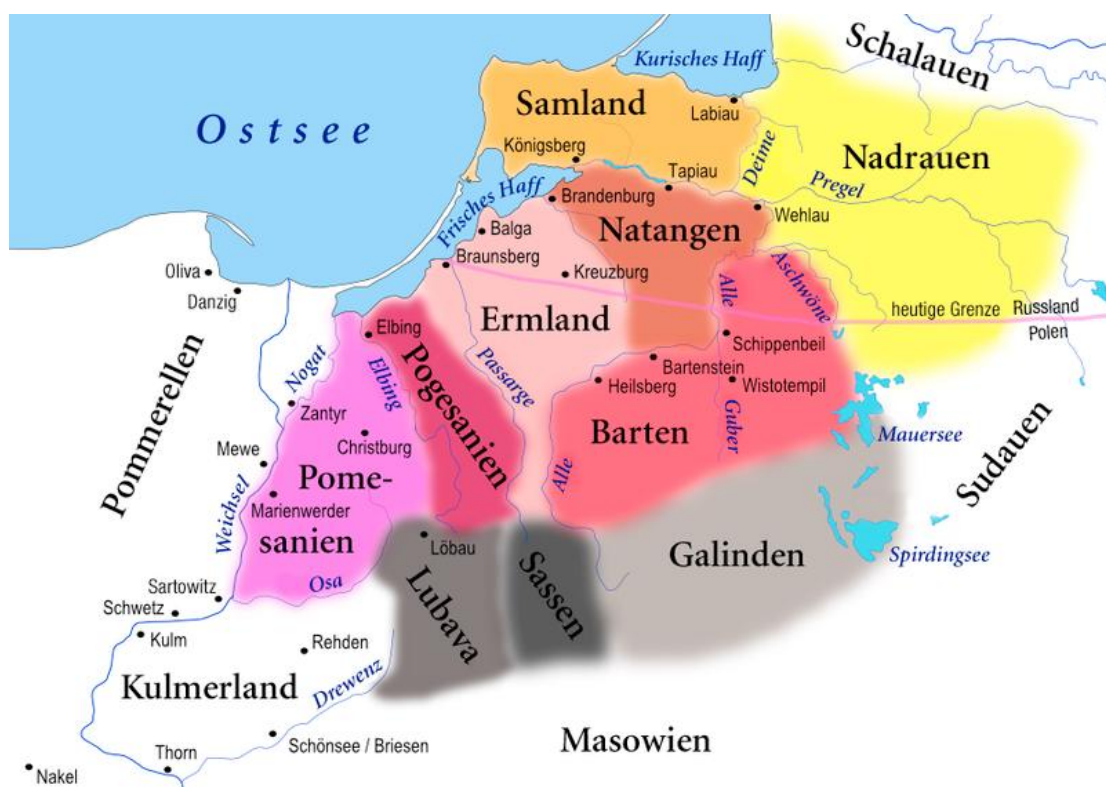 Schalauen
Kurisches Haff
Samland
Labiau
Ostsee
Königsberg
Deime
Nadrauen
Tapiau
Pregel
Frisches Haff
Brandenburg
Wehlau
Natangen
Balga
Braunsberg
Kreuzburg
Aschwöne
Oliva
Danzig
Alle
heutige Grenze
Russland
Polen
Ermland
Elbing
Schippenbeil
Pommerellen
Nogat
Elbing
Pogesanien
Passarge
Bartenstein
Heilsberg
Wistotempil
Zantyr
Guber
Mauersee
Sudauen
Christburg
Barten
Mewe
Pome-
sanien
Marienwerder
Weichsel
Alle
Löbau
Galinden
Spirdingsee
Sassen
Lubava
Osa
Sartowitz
Schwetz
Kulm
Rehden
Kulmerland
Drewenz
Schönsee / Briesen
Masowien
Thorn
Nakel